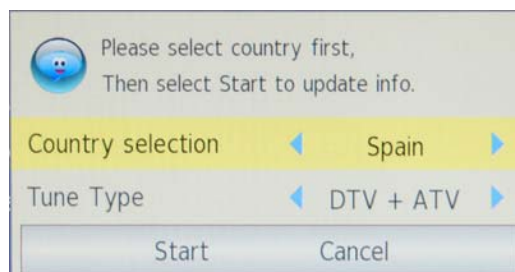 Please select country first,
Then select Start to update info.
Country selection Spain
Tune Type DTV + ATV
Start Cancel